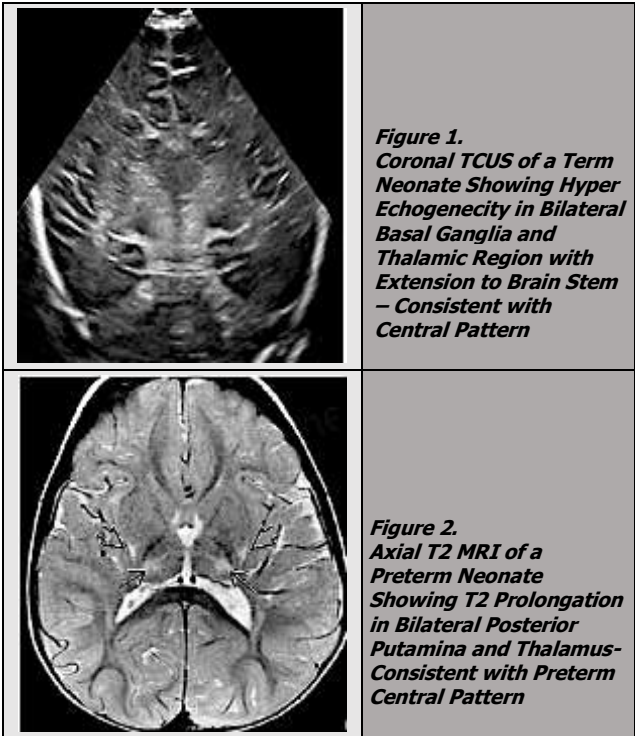 Figure 1.
Coronal TCUS of a Term
Neonate Showing Hyper
Echogenecity in Bilateral
Basal Ganglia and
Thalamic Region with
Extension to Brain Stem
– Consistent with
Central Pattern
Figure 2.
Axial T2 MRI of a
Preterm Neonate
Showing T2 Prolongation
in Bilateral Posterior
Putamina and Thalamus-
Consistent with Preterm
Central Pattern